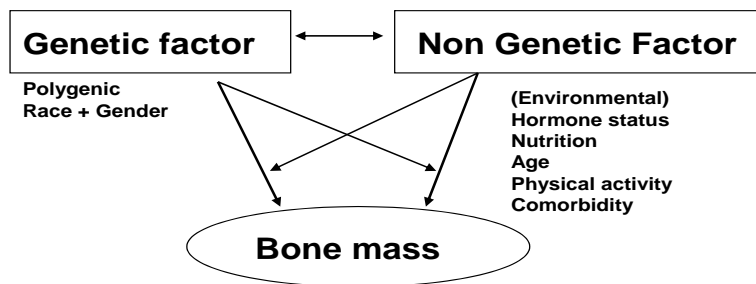 Genetic factor
Non Genetic Factor
Polygenic
Race + Gender
(Environmental)
Hormone status
Nutrition
Age
Physical activity
Comorbidity
Bone mass